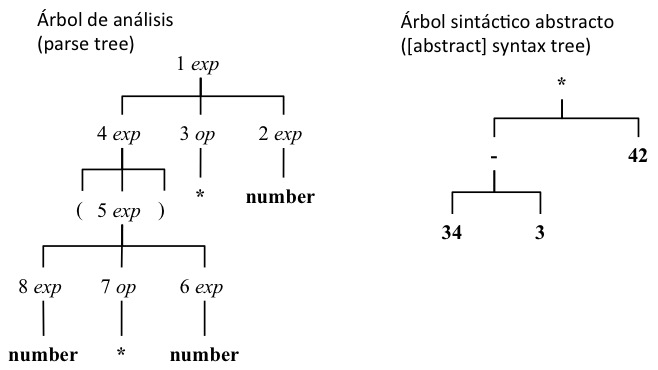 Árbol de análisis
(parse tree)
1 exp
4 exp 3 op 2 exp
* number
( 5 exp )
8 exp 7 op 6 exp
number * number
Árbol sintáctico abstracto
([abstract] syntax tree)
*
- 42
34 3